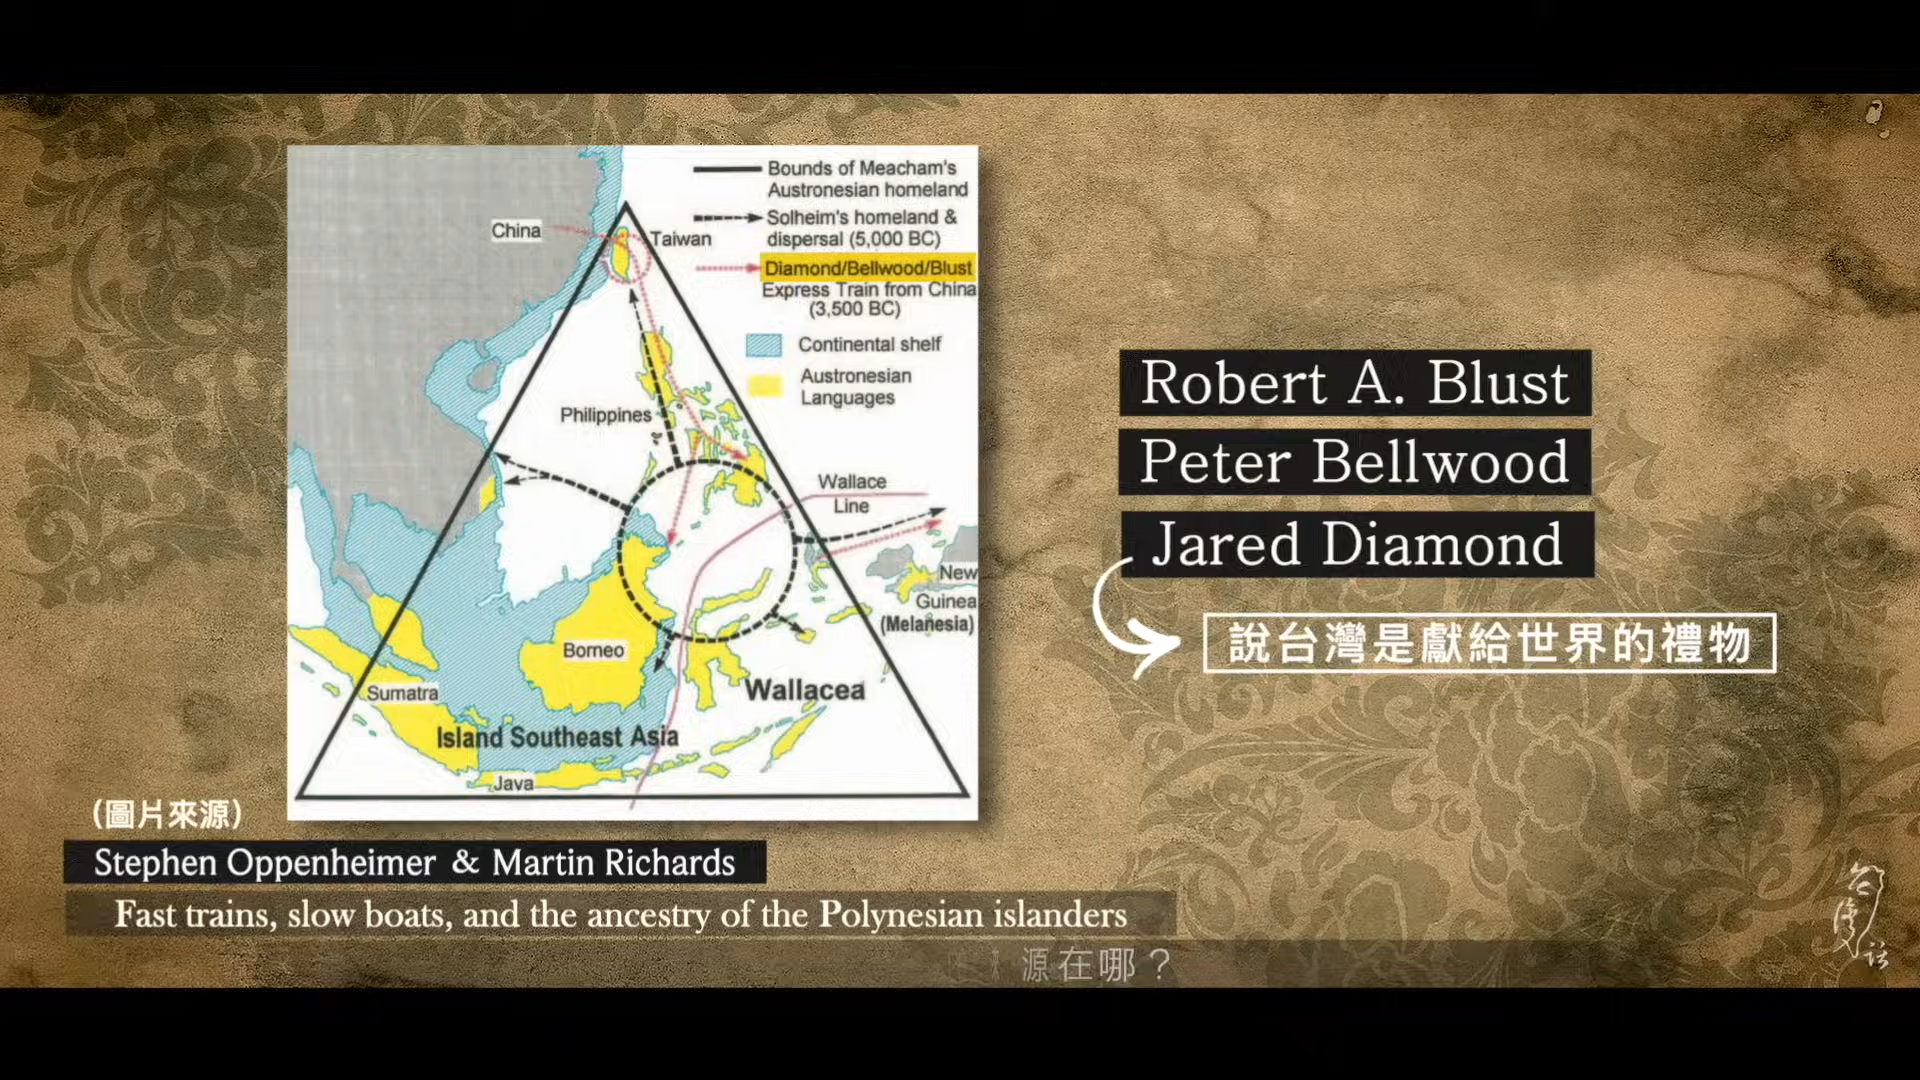 Bounds of Meacham's
Austronesian homeland
Solheim's homeland &
dispersal (5,000 BC)
Diamond/Bellwood/Blust
Express Train from China
(3,500 BC)
Continental shelf
Austronesian
Languages
China
Taiwan
Philippines
Wallace
Line
New
Guinea
(Melanesia)
Borneo
Sumatra
Wallacea
Island Southeast Asia
Java
Robert A. Blust
Peter Bellwood
Jared Diamond
說台灣是獻給世界的禮物
(圖片來源)
Stephen Oppenheimer & Martin Richards
Fast trains, slow boats, and the ancestry of the Polynesian islanders
源在哪？